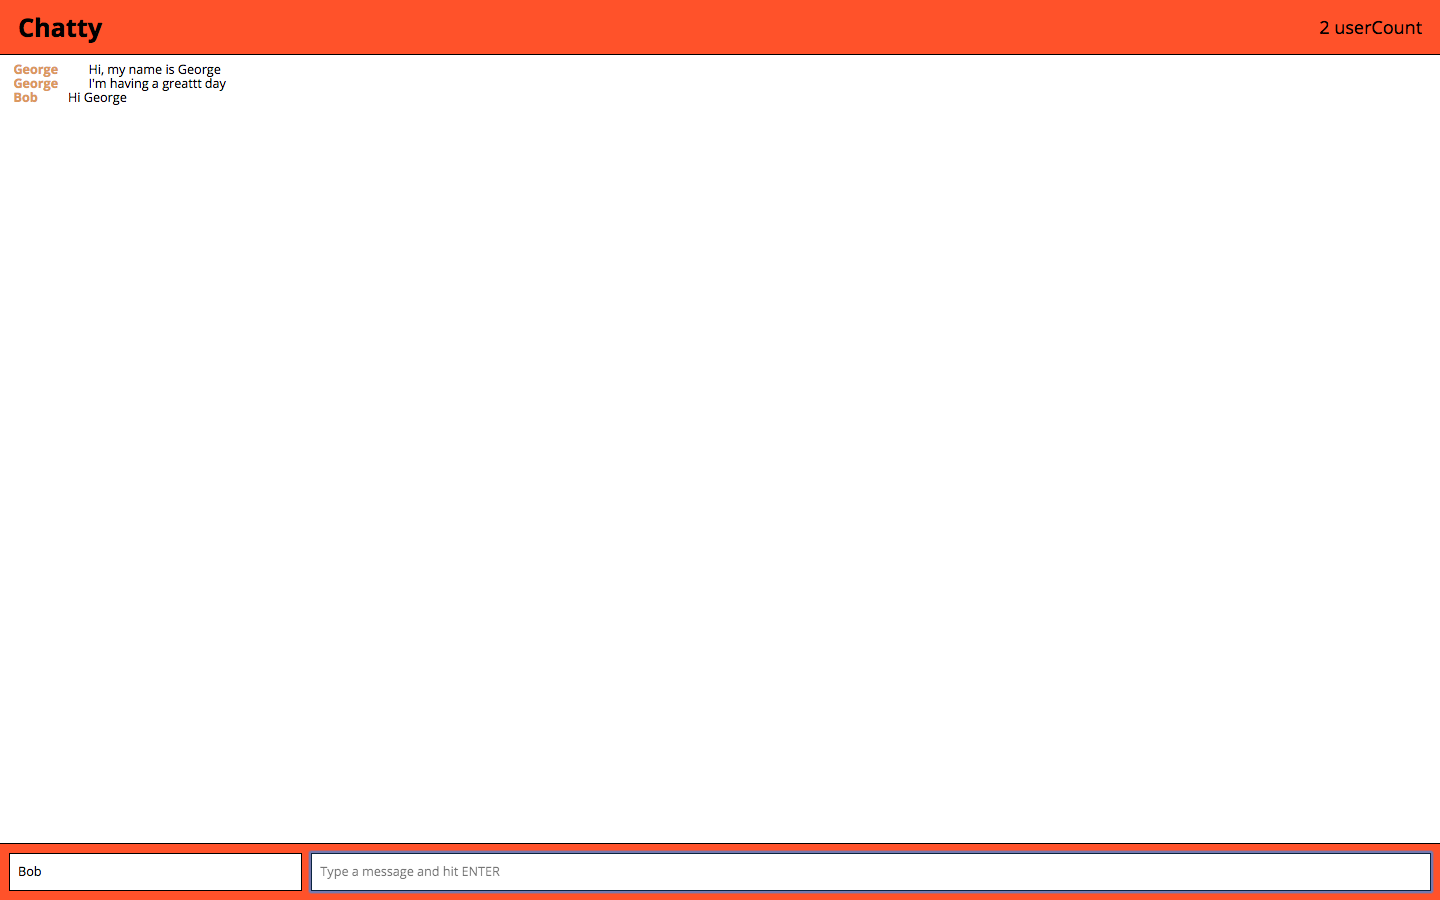 Chatty 2 userCount
George Hi, my name is George
George I'm having a greattt day
Bob Hi George
Bob Type a message and hit ENTER